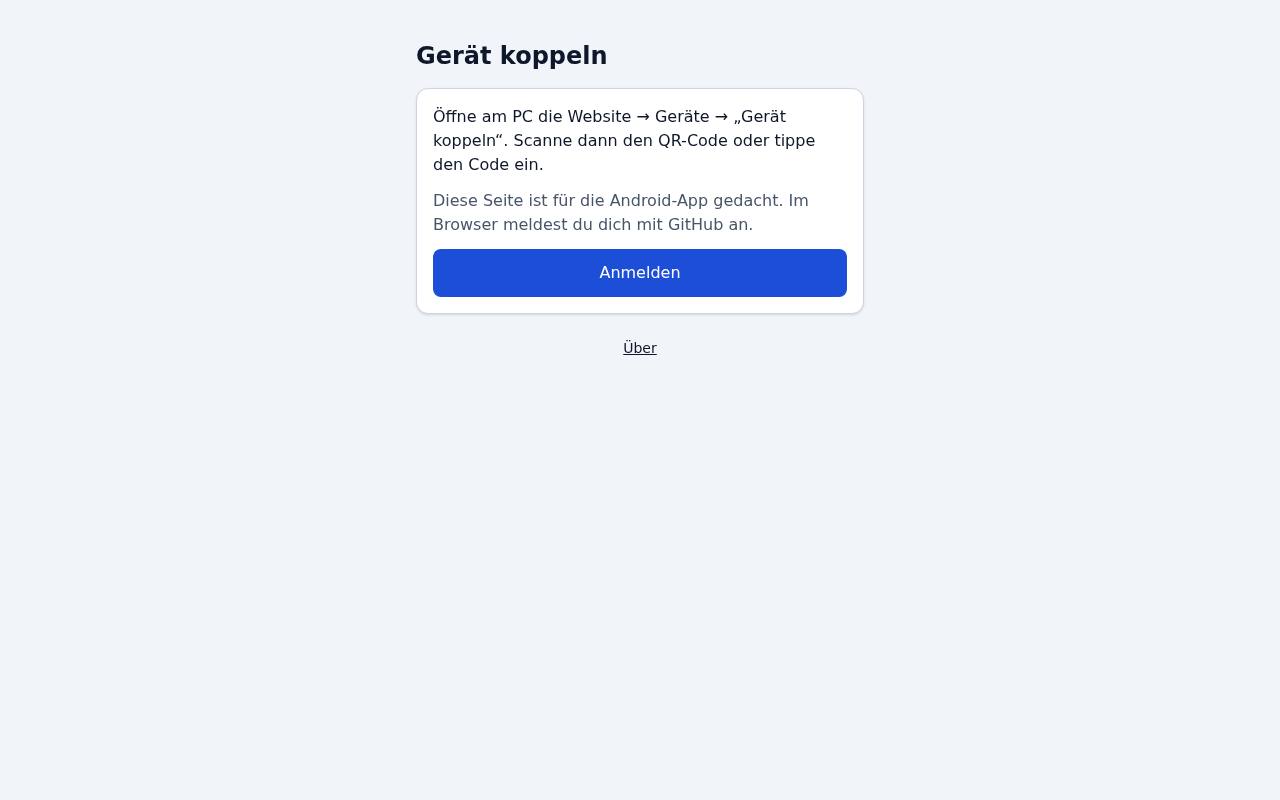 Gerät koppeln
Öffne am PC die Website → Geräte → „Gerät
koppeln“. Scanne dann den QR-Code oder tippe
den Code ein.
Diese Seite ist für die Android-App gedacht. Im
Browser meldest du dich mit GitHub an.
Anmelden
Über